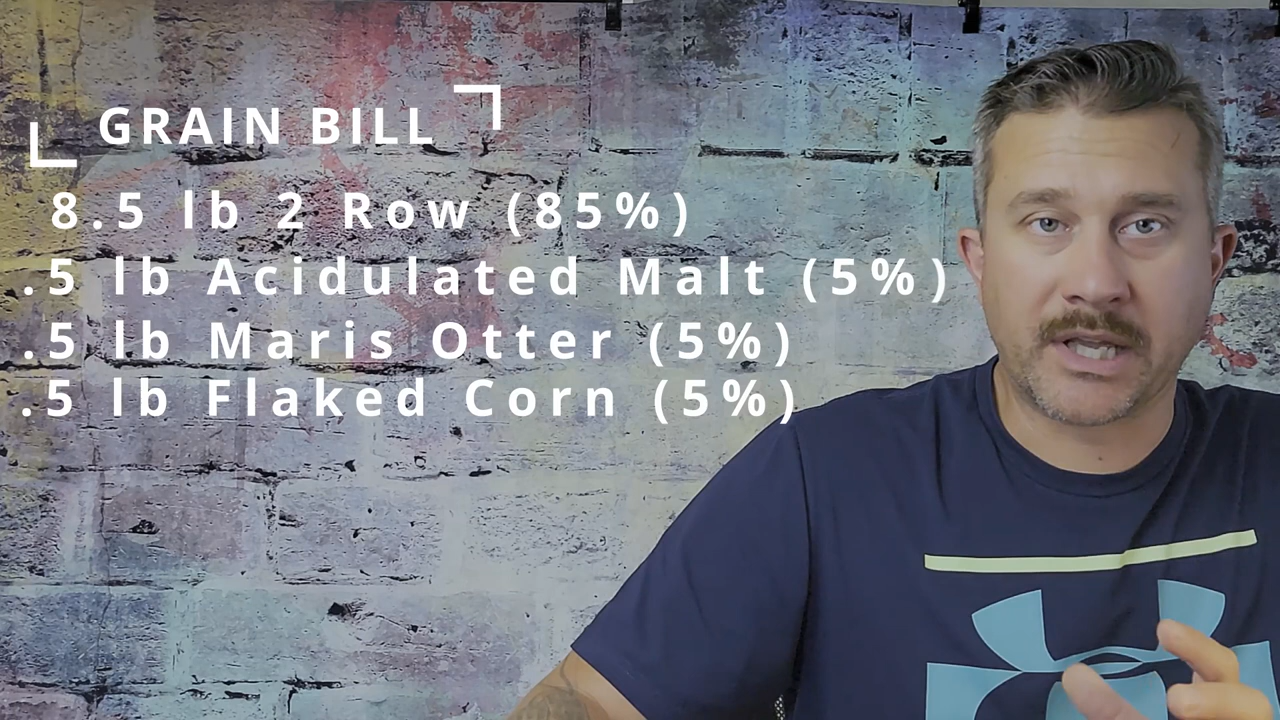 GRAIN BILL
8.5 lb 2 Row (85%)
.5 lb Acidulated Malt (5%)
.5 lb Maris Otter (5%)
.5 lb Flaked Corn (5%)